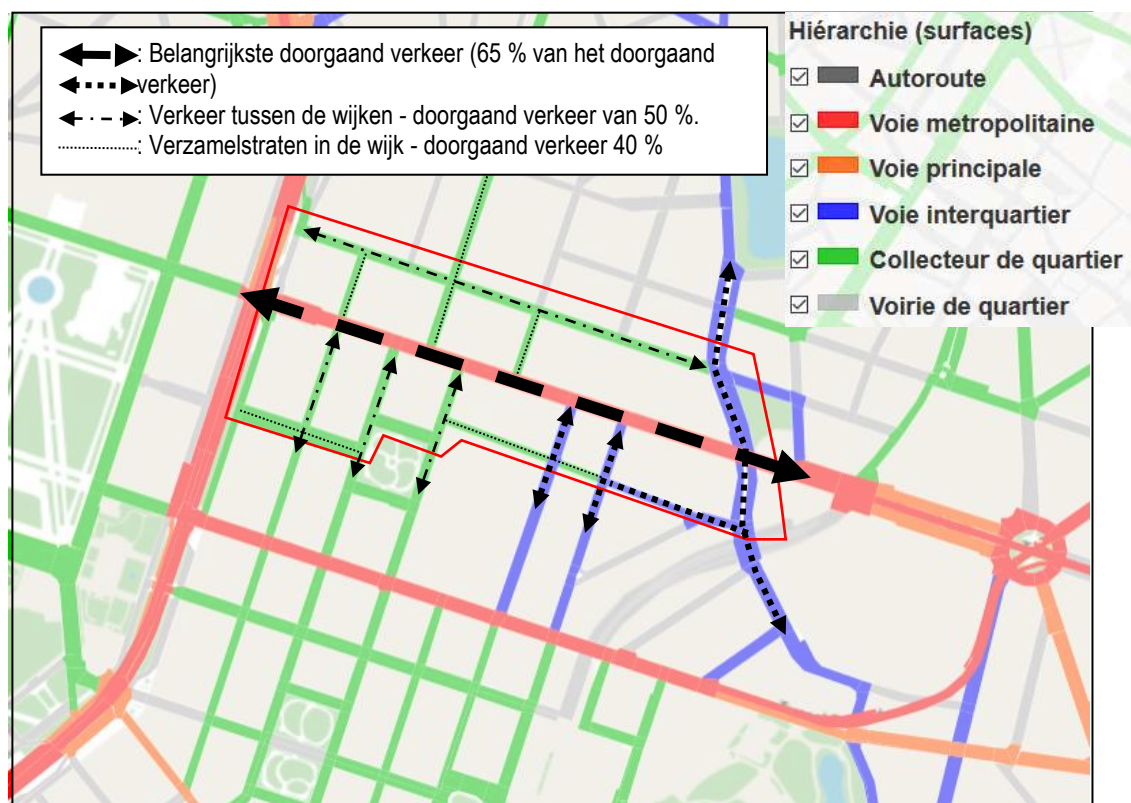 : Belangrijkste doorgaand verkeer (65 % van het doorgaand
verkeer)
: Verkeer tussen de wijken - doorgaand verkeer van 50 %.
: Verzamelstraten in de wijk - doorgaand verkeer 40 %
Hiérarchie (surfaces)
Autoroute
Voie metropolitaine
Voie principale
Voie interquartier
Collecteur de quartier
Voirie de quartier